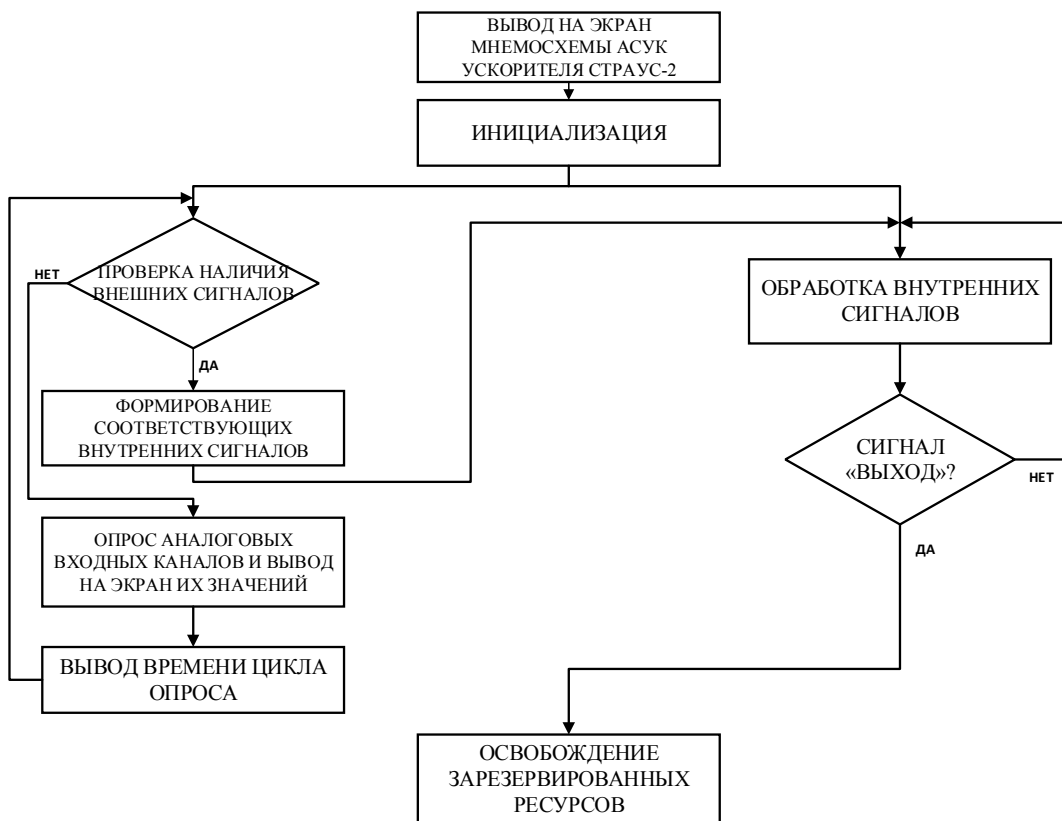 ВЫВОД НА ЭКРАН
МНЕМОСХЕМЫ АСУК
УСКОРИТЕЛЯ СТРАУС-2
ИНИЦИАЛИЗАЦИЯ
НЕТ
ПРОВЕРКА НАЛИЧИЯ
ВНЕШНИХ СИГНАЛОВ
ДА
ФОРМИРОВАНИЕ
СООТВЕТСТВУЮЩИХ
ВНУТРЕННИХ СИГНАЛОВ
ОПРОС АНАЛОГОВЫХ
ВХОДНЫХ КАНАЛОВ И ВЫВОД
НА ЭКРАН ИХ ЗНАЧЕНИЙ
ВЫВОД ВРЕМЕНИ ЦИКЛА
ОПРОСА
ОБРАБОТКА ВНУТРЕННИХ
СИГНАЛОВ
СИГНАЛ
«ВЫХОД»?
НЕТ
ДА
ОСВОБОЖДЕНИЕ
ЗАРЕЗЕРВИРОВАННЫХ
РЕСУРСОВ